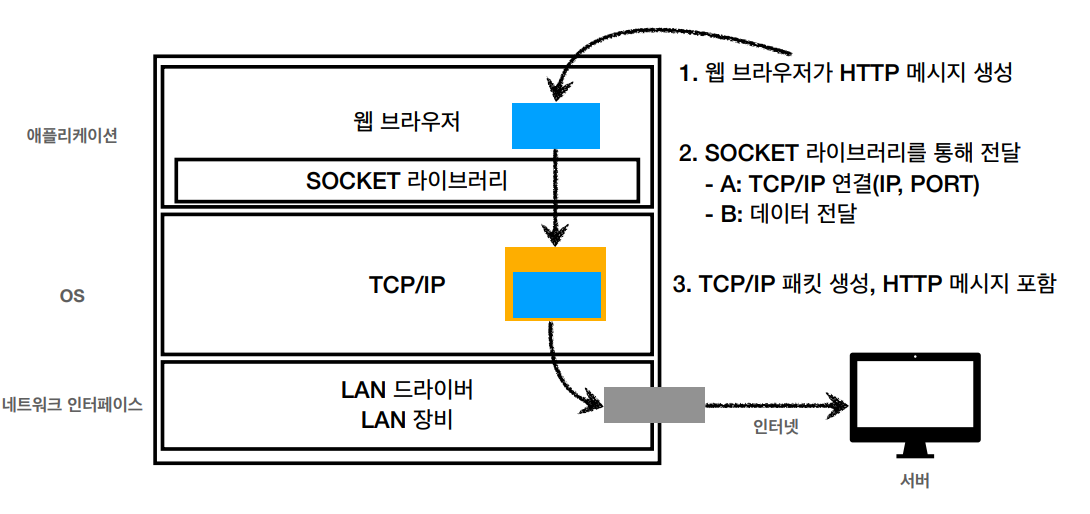 1. 웹 브라우저가 HTTP 메시지 생성
애플리케이션
웹 브라우저
SOCKET 라이브러리
2. SOCKET 라이브러리를 통해 전달
- A: TCP/IP 연결(IP, PORT)
- B: 데이터 전달
OS
TCP/IP
3. TCP/IP 패킷 생성, HTTP 메시지 포함
네트워크 인터페이스
LAN 드라이버
LAN 장비
인터넷
서버